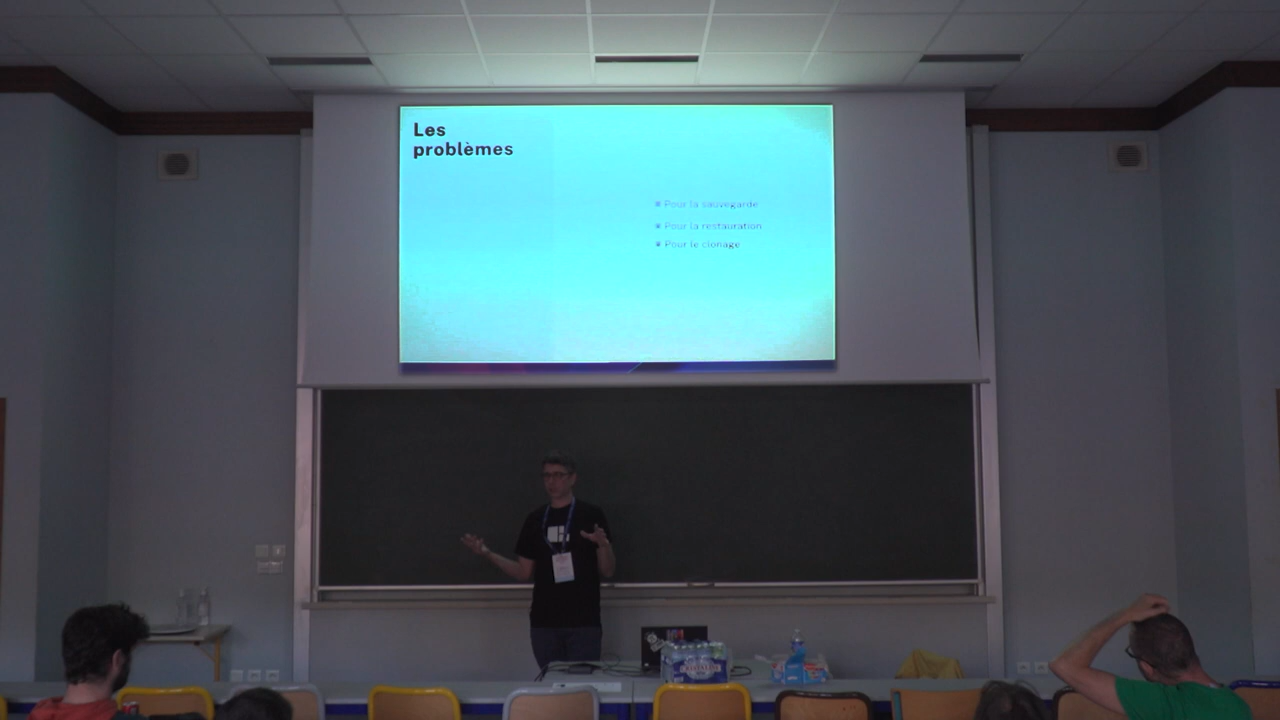 Les
problèmes
Pour la sauvegarde
Pour la restauration
Pour le clonage